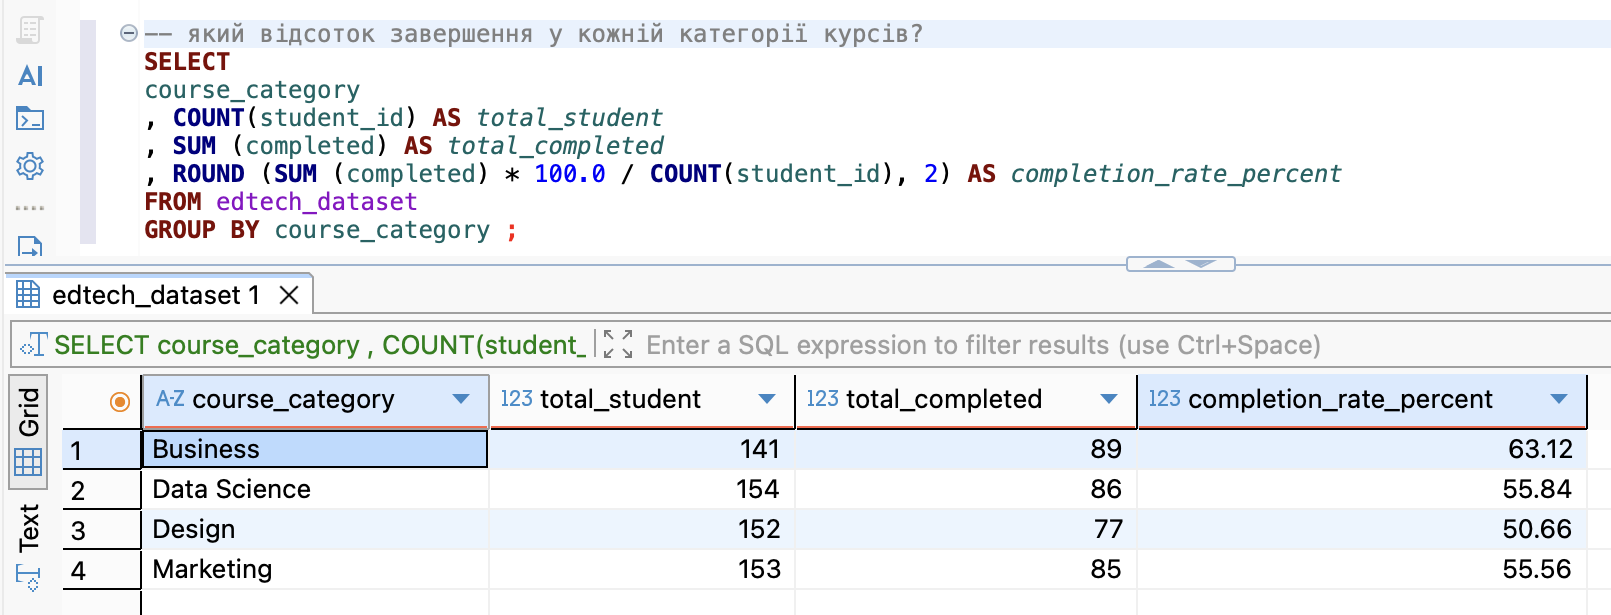 -- який відсоток завершення у кожній категорії курсів?
SELECT
course_category
, COUNT(student_id) AS total_student
, SUM (completed) AS total_completed
, ROUND (SUM (completed) * 100.0 / COUNT(student_id), 2) AS completion_rate_percent
FROM edtech_dataset
GROUP BY course_category ;
AI
edtech_dataset 1
SELECT course_category , COUNT(student_
Enter a SQL expression to filter results (use Ctrl+Space)
Grid
Text
A-Z course_category 123 total_student 123 total_completed 123 completion_rate_percent
1 Business 141 89 63.12
2 Data Science 154 86 55.84
3 Design 152 77 50.66
4 Marketing 153 85 55.56